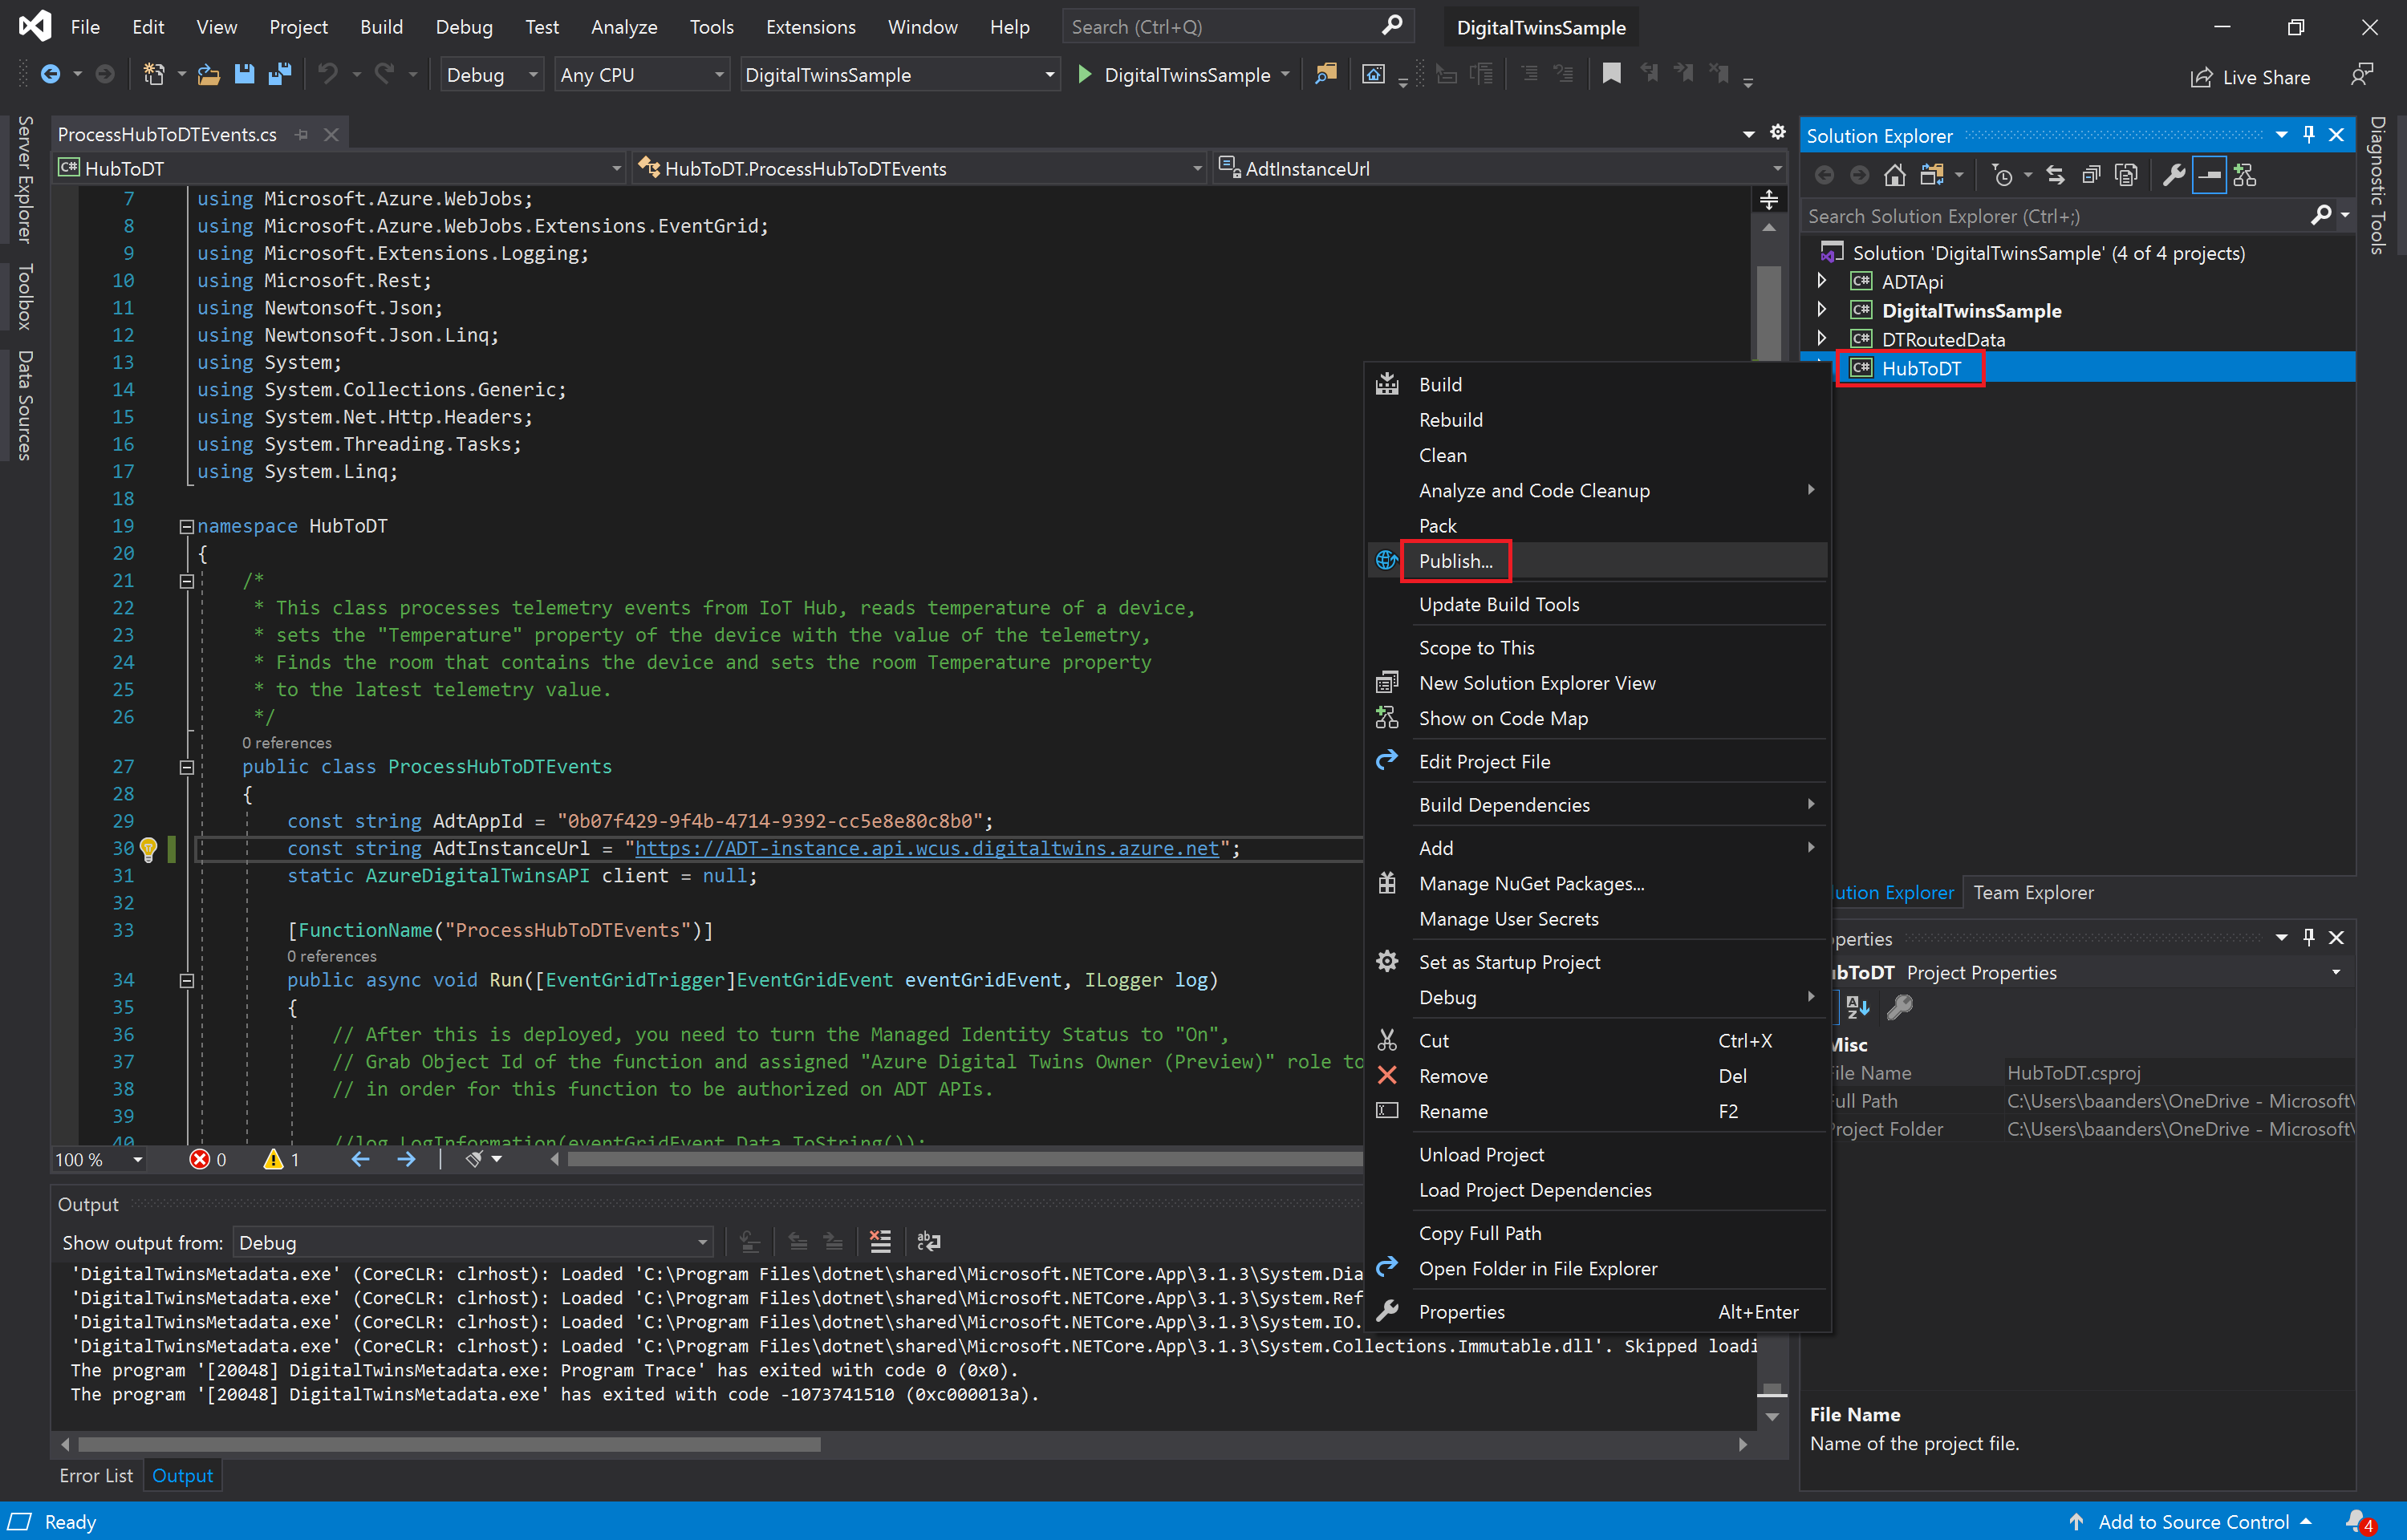 File Edit View Project Build Debug Test Analyze Tools Extensions Window Help Search (Ctrl+Q) DigitalTwinsSample
Debug Any CPU DigitalTwinsSample DigitalTwinsSample Live Share
Server Explorer
Toolbox
Data Sources
ProcessHubToDTEvents.cs
C# HubToDT HubToDT.ProcessHubToDTEvents AdtInstanceUrl
7 using Microsoft.Azure.WebJobs;
8 using Microsoft.Azure.WebJobs.Extensions.EventGrid;
9 using Microsoft.Extensions.Logging;
10 using Microsoft.Rest;
11 using Newtonsoft.Json;
12 using Newtonsoft.Json.Linq;
13 using System;
14 using System.Collections.Generic;
15 using System.Net.Http.Headers;
16 using System.Threading.Tasks;
17 using System.Linq;
18
19 namespace HubToDT
20 {
21 /*
22 * This class processes telemetry events from IoT Hub, reads temperature of a device,
23 * sets the "Temperature" property of the device with the value of the telemetry,
24 * Finds the room that contains the device and sets the room Temperature property
25 * to the latest telemetry value.
26 */
0 references
27 public class ProcessHubToDTEvents
28 {
29 const string AdtAppId = "0b07f429-9f4b-4714-9392-cc5e8e80c8b0";
30 const string AdtInstanceUrl = "https://ADT-instance.api.wcus.digitaltwins.azure.net";
31 static AzureDigitalTwinsAPI client = null;
32
33 [FunctionName("ProcessHubToDTEvents")]
0 references
34 public async void Run([EventGridTrigger]EventGridEvent eventGridEvent, ILogger log)
35 {
36 // After this is deployed, you need to turn the Managed Identity Status to "On",
37 // Grab Object Id of the function and assigned "Azure Digital Twins Owner (Preview)" role to
38 // in order for this function to be authorized on ADT APIs.
39
40 //log.LogInformation(eventGridEvent.Data.ToString());
100 % 0 1
Output
Show output from: Debug
'DigitalTwinsMetadata.exe' (CoreCLR: clrhost): Loaded 'C:\Program Files\dotnet\shared\Microsoft.NETCore.App\3.1.3\System.Dia
'DigitalTwinsMetadata.exe' (CoreCLR: clrhost): Loaded 'C:\Program Files\dotnet\shared\Microsoft.NETCore.App\3.1.3\System.Ref
'DigitalTwinsMetadata.exe' (CoreCLR: clrhost): Loaded 'C:\Program Files\dotnet\shared\Microsoft.NETCore.App\3.1.3\System.IO.
'DigitalTwinsMetadata.exe' (CoreCLR: clrhost): Loaded 'C:\Program Files\dotnet\shared\Microsoft.NETCore.App\3.1.3\System.Collections.Immutable.dll'. Skipped loadi
The program '[20048] DigitalTwinsMetadata.exe: Program Trace' has exited with code 0 (0x0).
The program '[20048] DigitalTwinsMetadata.exe' has exited with code -1073741510 (0xc000013a).
Error List Output
Build
Rebuild
Clean
Analyze and Code Cleanup
Pack
Publish...
Update Build Tools
Scope to This
New Solution Explorer View
Show on Code Map
Edit Project File
Build Dependencies
Add
Manage NuGet Packages...
Manage User Secrets
Set as Startup Project
Debug
Cut Ctrl+X
Remove Del
Rename F2
Unload Project
Load Project Dependencies
Copy Full Path
Open Folder in File Explorer
Properties Alt+Enter
Solution Explorer
Search Solution Explorer (Ctrl+;)
Solution 'DigitalTwinsSample' (4 of 4 projects)
C# ADTApi
C# DigitalTwinsSample
C# DTRoutedData
C# HubToDT
lution Explorer Team Explorer
perties
ubToDT Project Properties
Misc
File Name HubToDT.csproj
Full Path C:\Users\baanders\OneDrive - Microsoft\
Project Folder C:\Users\baanders\OneDrive - Microsoft\
File Name
Name of the project file.
Diagnostic Tools
Ready Add to Source Control 4